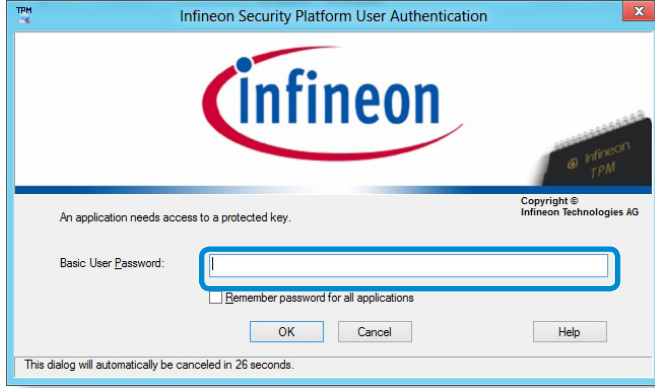 TPM
Infineon Security Platform User Authentication
x
infineon
infineon
TPM
Copyright ©
Infineon Technologies AG
An application needs access to a protected key.
Basic User Password:
Remember password for all applications
OK Cancel Help
This dialog will automatically be canceled in 26 seconds.